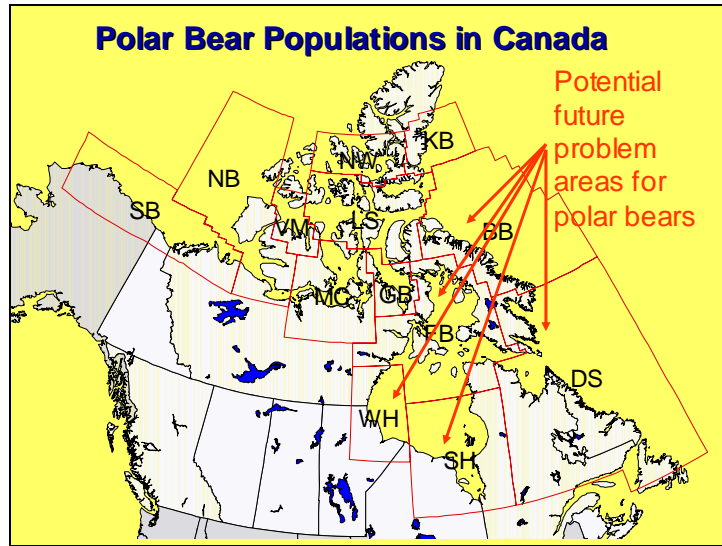 Polar Bear Populations in Canada
Potential
future
problem
areas for
polar bears
KB
NW
NB
SB
VM
LS
BB
MC
GB
FB
DS
WH
SH